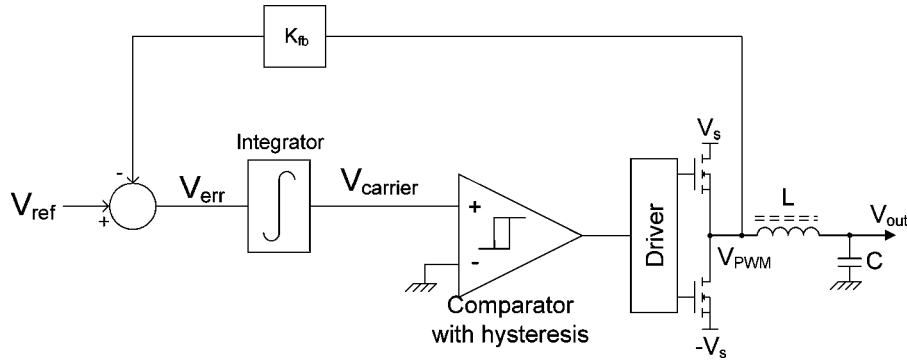 K_fb
Integrator
V_s
-
V_ref
+
V_err
V_carrier
+
-
Driver
L
V_out
V_PWM
C
Comparator
with hysteresis
-V_s